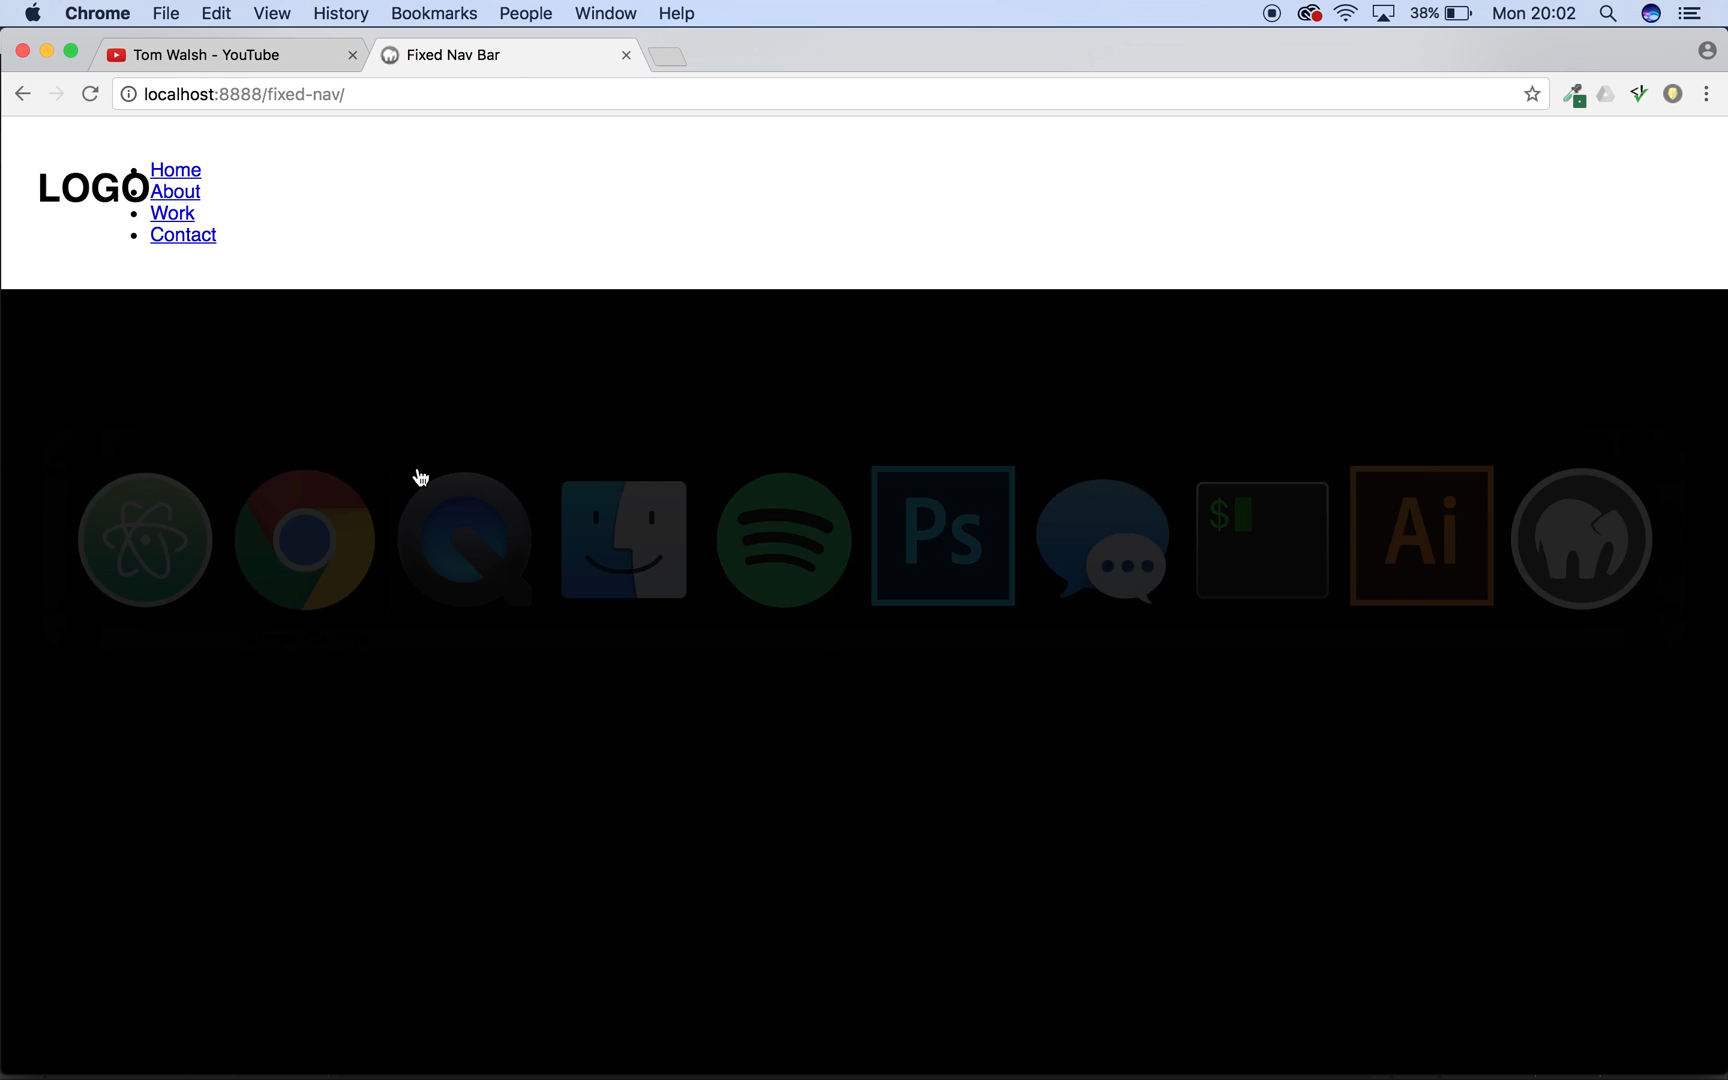 Chrome File Edit View History Bookmarks People Window Help 38% Mon 20:02
Tom Walsh - YouTube Fixed Nav Bar
localhost:8888/fixed-nav/
LOGO
Home
About
Work
Contact
$
Ps
Ai